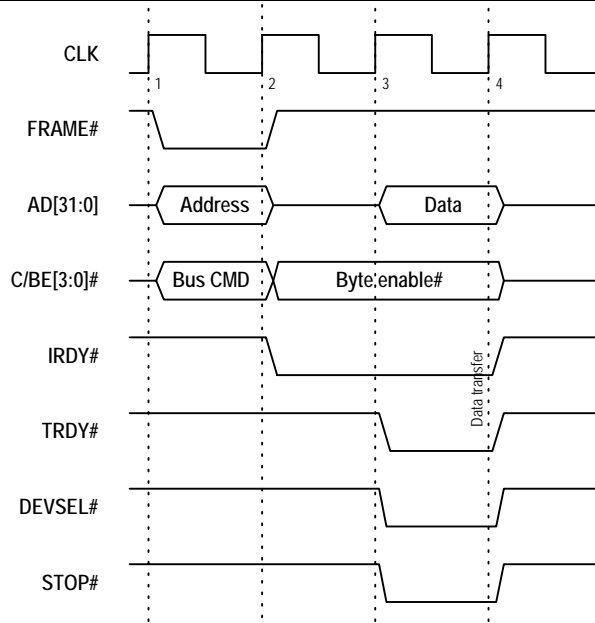 CLK
1 2 3 4
FRAME#
AD[31:0] Address Data
C/BE[3:0]# Bus CMD Byte enable#
IRDY#
Data transfer
TRDY#
DEVSEL#
STOP#